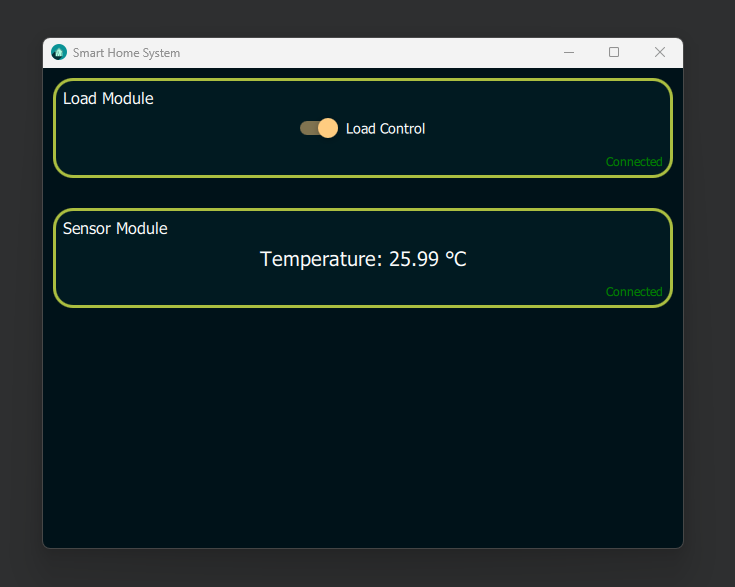 Smart Home System
Load Module
Load Control
Connected
Sensor Module
Temperature: 25.99 °C
Connected